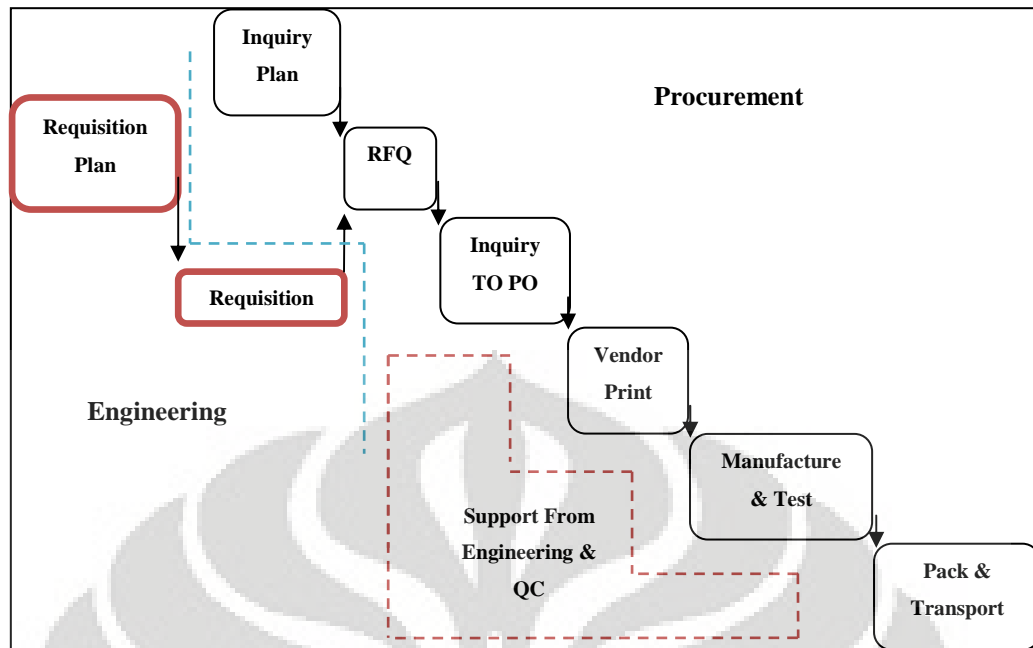 Inquiry
Plan
Procurement
Requisition
Plan
RFQ
Inquiry
TO PO
Requisition
Vendor
Print
Engineering
Manufacture
& Test
Support From
Engineering &
QC
Pack &
Transport